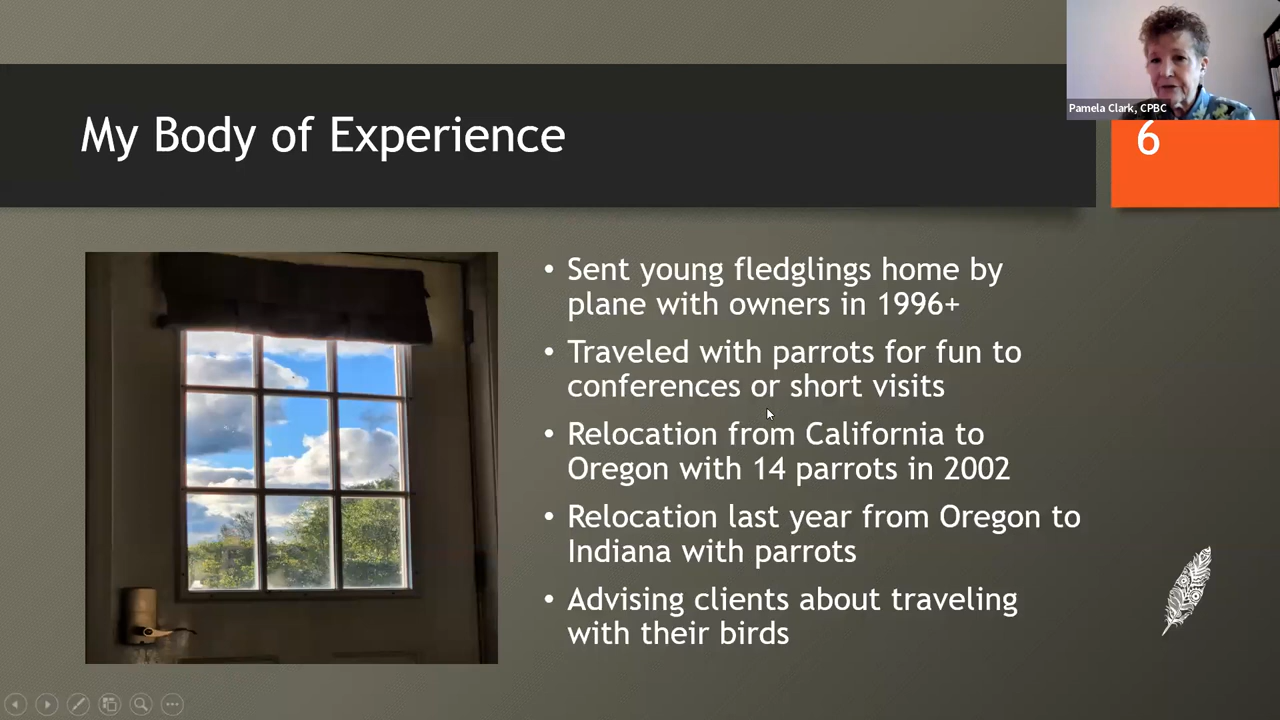 Pamela Clark, CPBC
My Body of Experience
6
• Sent young fledglings home by
plane with owners in 1996+
• Traveled with parrots for fun to
conferences or short visits
• Relocation from California to
Oregon with 14 parrots in 2002
• Relocation last year from Oregon to
Indiana with parrots
• Advising clients about traveling
with their birds